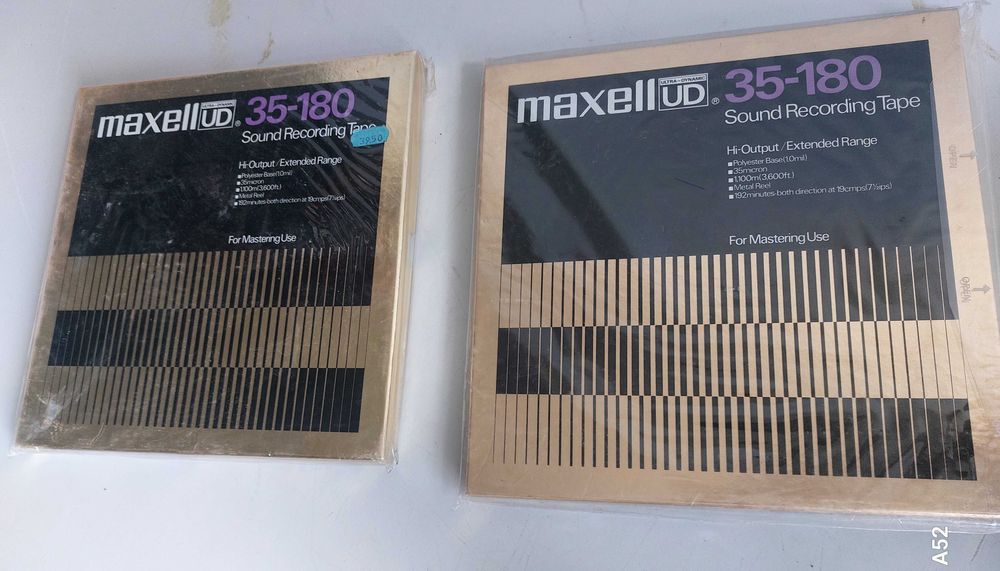 maxell UD® 35-180
ULTRA-DYNAMIC
Sound Recording Tape
3950
Hi-Output/Extended Range
■Polyester Base(1.0mil)
■35micron
■1,100m(3,600ft.)
■Metal Reel
■192minutes-both direction at 19cmps(7½ips)
For Mastering Use
maxell UD® 35-180
ULTRA-DYNAMIC
Sound Recording Tape
Hi-Output/Extended Range
■Polyester Base(1.0mil)
■35micron
■1,100m(3,600ft.)
■Metal Reel
■192minutes-both direction at 19cmps(7½ips)
For Mastering Use
OPEN
OPEN
A52